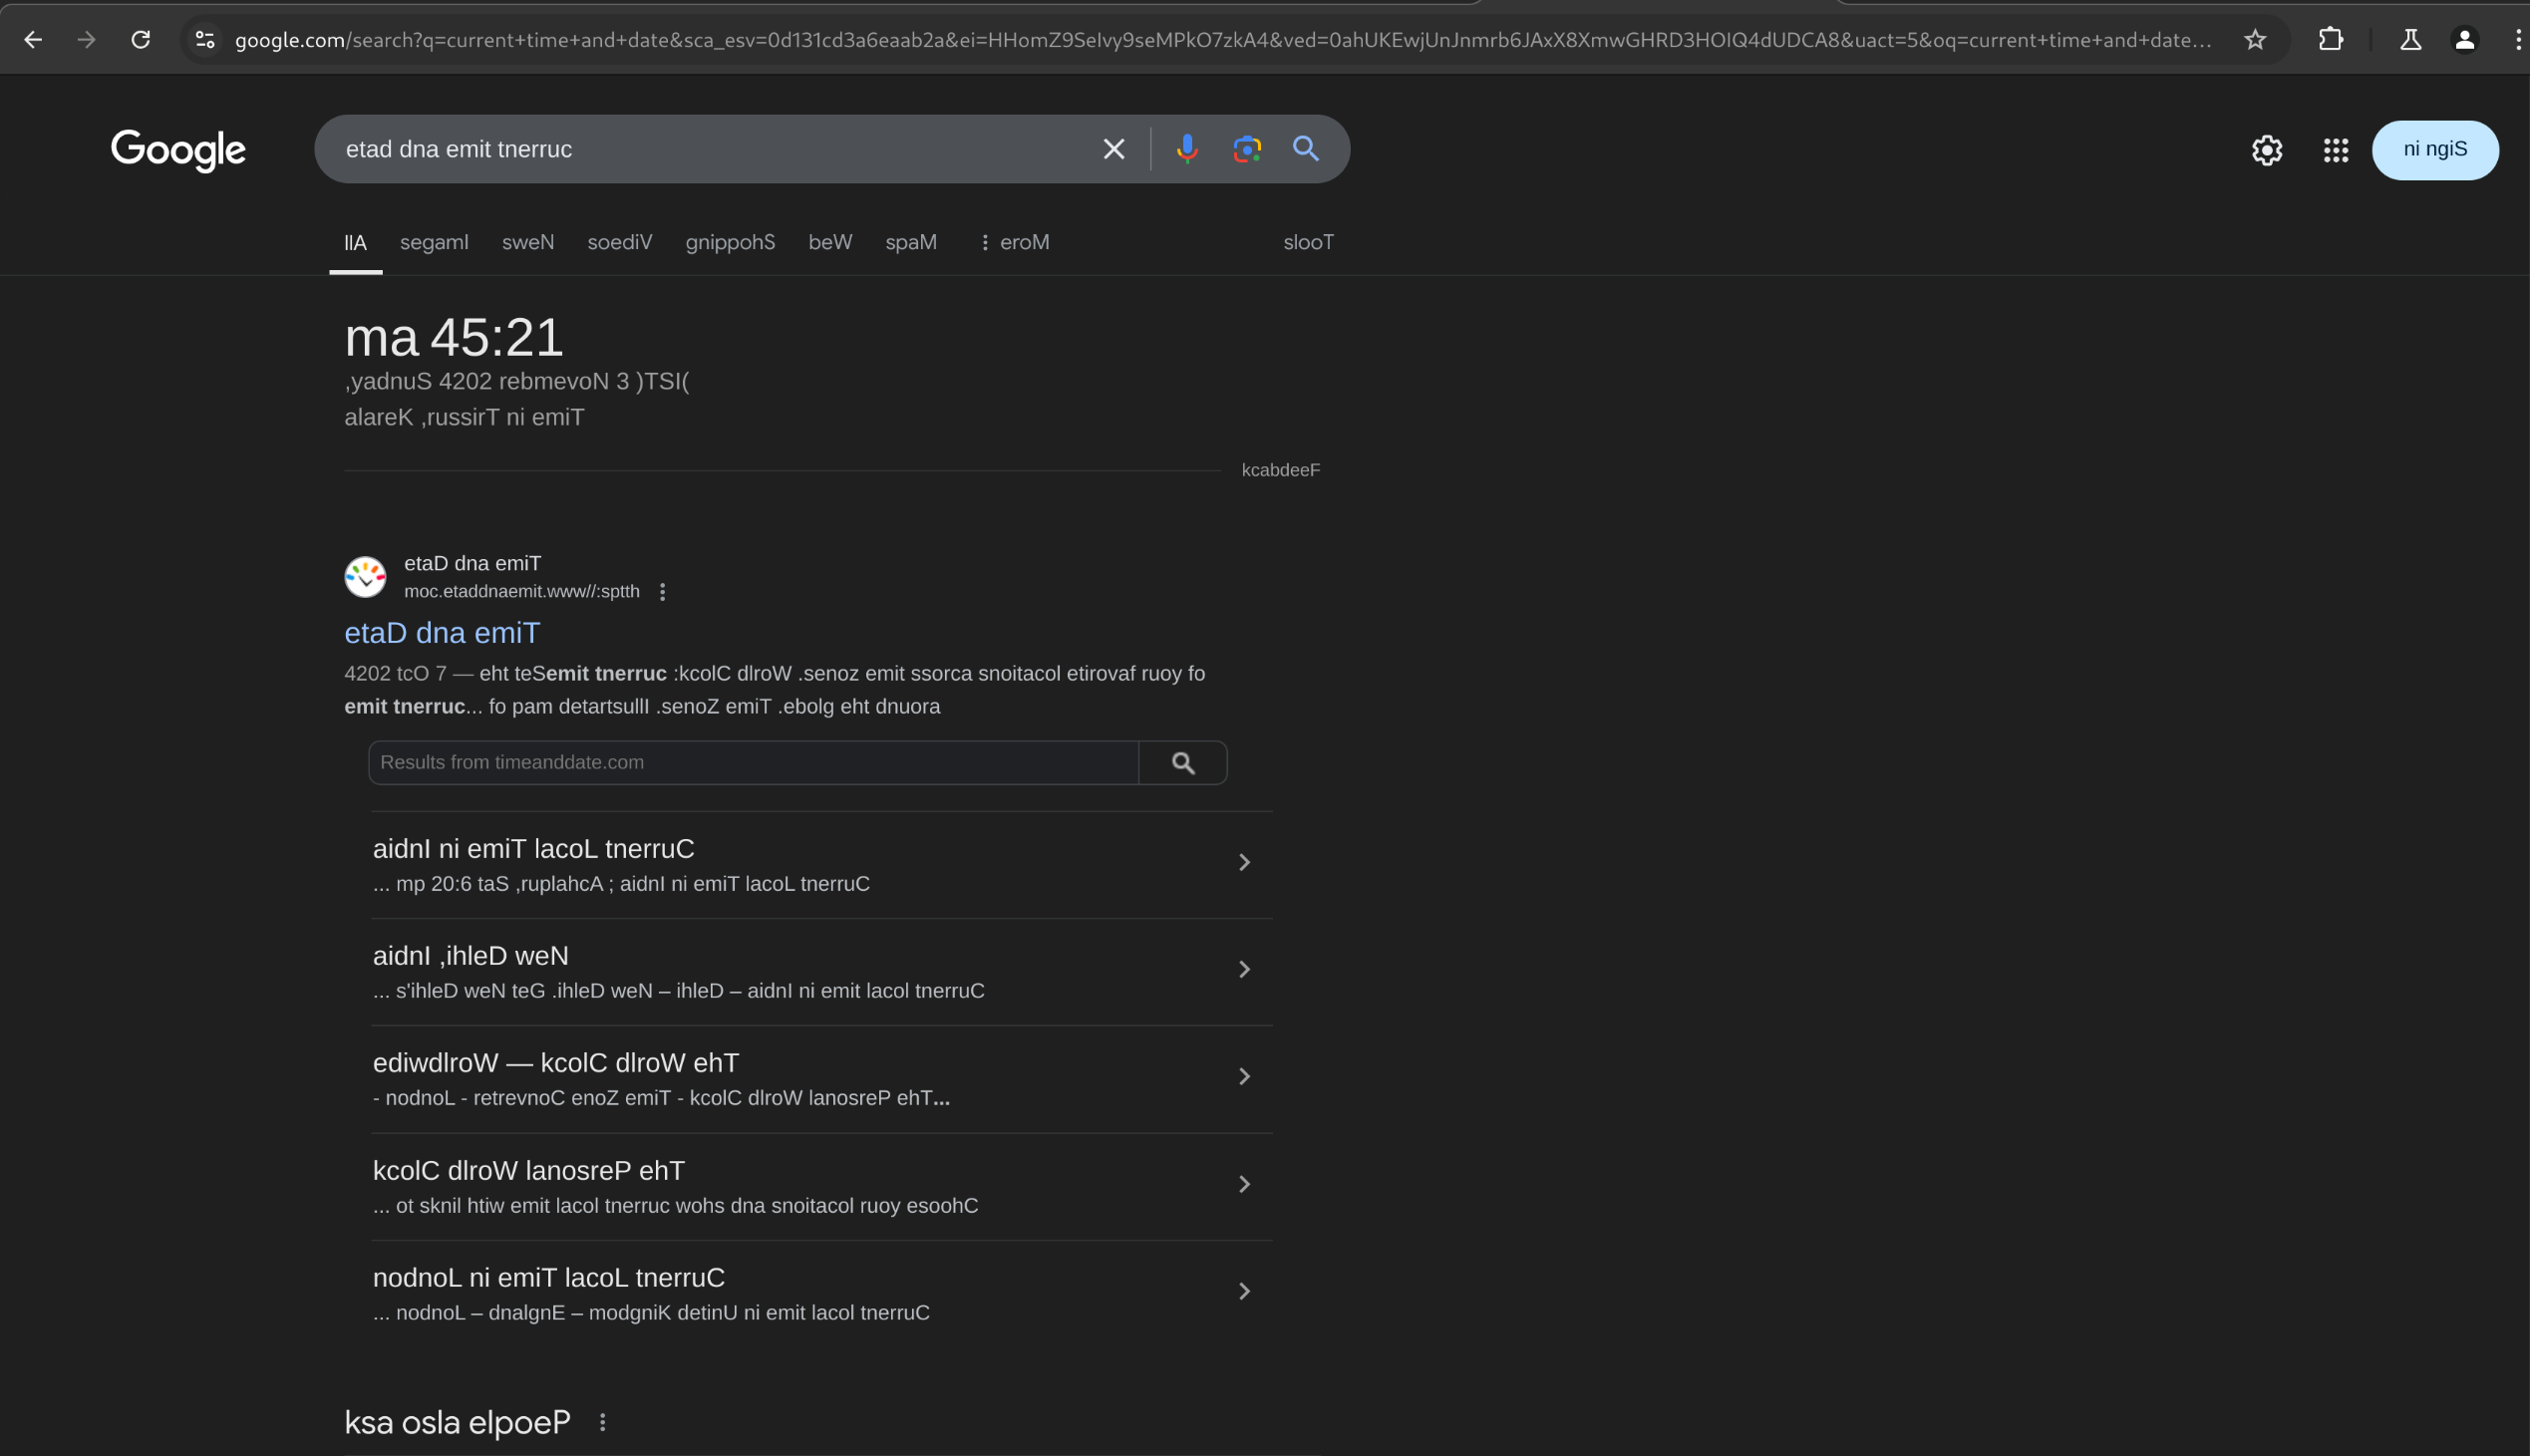 google.com/search?q=current+time+and+date&sca_esv=0d131cd3a6eaab2a&ei=HHomZ9SeIvy9seMPkO7zkA4&ved=0ahUKEwjUnJnmrb6JAxX8XmwGHRD3HOIQ4dUDCA8&uact=5&oq=current+time+and+date...
Google
etad dna emit tnerruc
ni ngiS
llA segamI sweN soediV gnippohS beW spaM eroM slooT
ma 45:21
,yadnuS 4202 rebmevoN 3 )TSI(
alareK ,russirT ni emiT
kcabdeeF
etaD dna emiT
moc.etaddnaemit.www//:sptth
etaD dna emiT
4202 tcO 7 — eht teSemit tnerruc :kcolC dlroW .senoz emit ssorca snoitacol etirovaf ruoy fo
emit tnerruc... fo pam detartsullI .senoZ emiT .ebolg eht dnuora
Results from timeanddate.com
aidnI ni emiT lacoL tnerruC
... mp 20:6 taS ,ruplahcA ; aidnI ni emiT lacoL tnerruC
aidnI ,ihleD weN
... s'ihleD weN teG .ihleD weN – ihleD – aidnI ni emit lacol tnerruC
ediwdlroW — kcolC dlroW ehT
- nodnoL - retrevnoC enoZ emiT - kcolC dlroW lanosreP ehT...
kcolC dlroW lanosreP ehT
... ot sknil htiw emit lacol tnerruc wohs dna snoitacol ruoy esoohC
nodnoL ni emiT lacoL tnerruC
... nodnoL – dnalgnE – modgniK detinU ni emit lacol tnerruC
ksa osla elpoeP